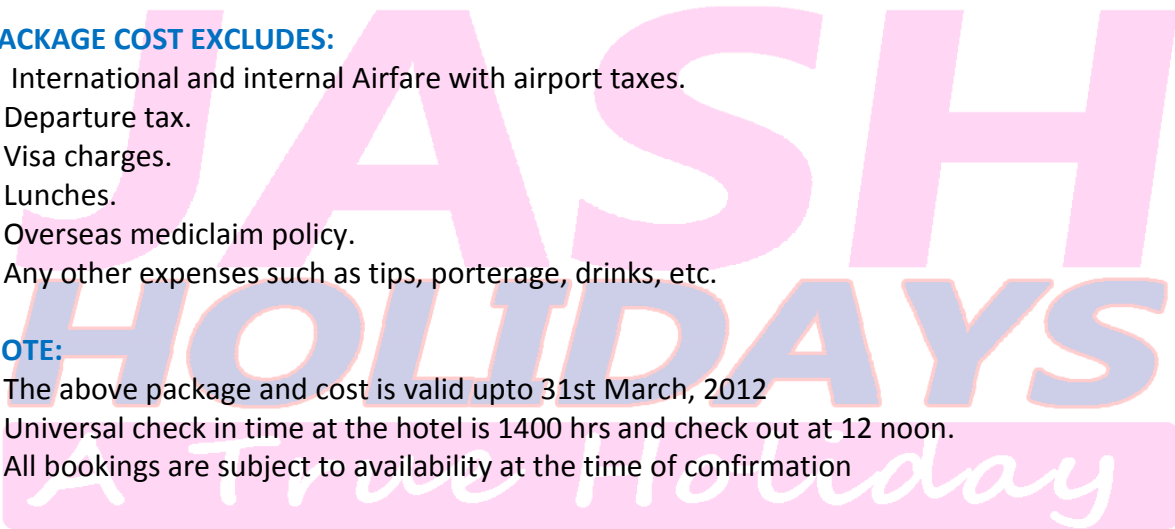 ACKAGE COST EXCLUDES:
International and internal Airfare with airport taxes.
Departure tax.
Visa charges.
Lunches.
Overseas mediclaim policy.
Any other expenses such as tips, porterage, drinks, etc.
OTE:
The above package and cost is valid upto 31st March, 2012
Universal check in time at the hotel is 1400 hrs and check out at 12 noon.
All bookings are subject to availability at the time of confirmation
JASH
HOLIDAYS
A True Holiday